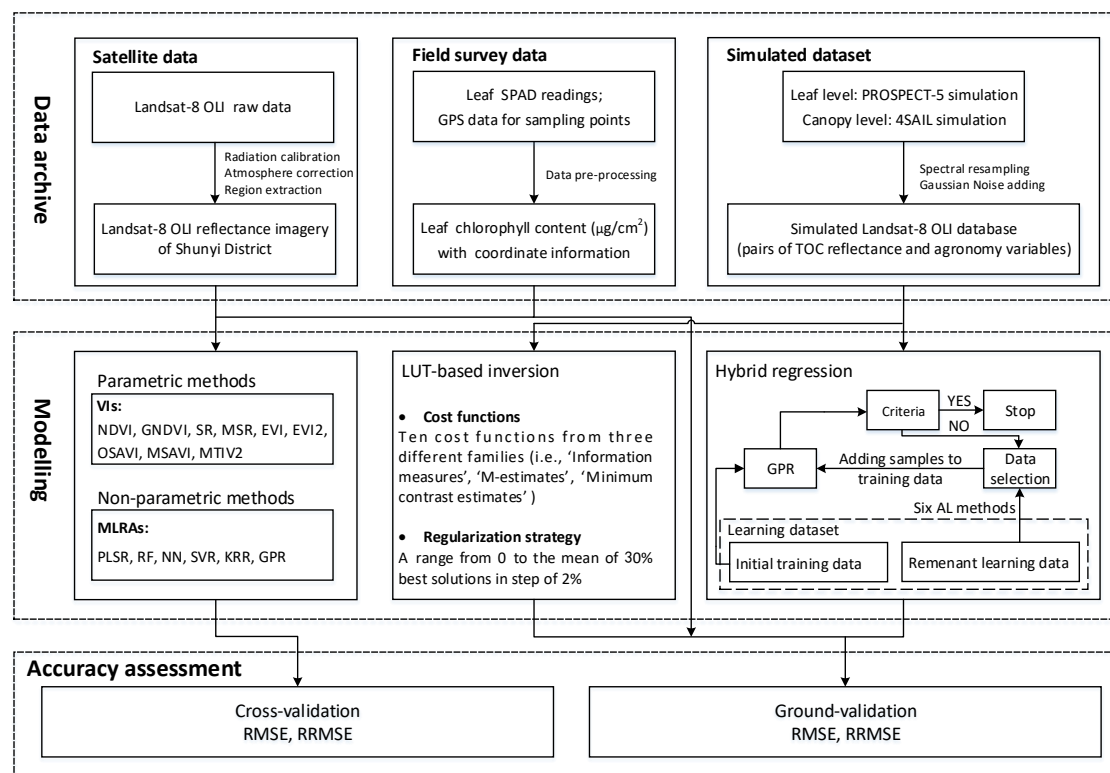 Data archive
Satellite data
Landsat-8 OLI raw data
Radiation calibration
Atmosphere correction
Region extraction
Landsat-8 OLI reflectance imagery
of Shunyi District
Field survey data
Leaf SPAD readings;
GPS data for sampling points
Data pre-processing
Leaf chlorophyll content (µg/cm²)
with coordinate information
Simulated dataset
Leaf level: PROSPECT-5 simulation
Canopy level: 4SAIL simulation
Spectral resampling
Gaussian Noise adding
Simulated Landsat-8 OLI database
(pairs of TOC reflectance and agronomy variables)
Modelling
Parametric methods
VIs:
NDVI, GNDVI, SR, MSR, EVI, EVI2,
OSAVI, MSAVI, MTIV2
Non-parametric methods
MLRAs:
PLSR, RF, NN, SVR, KRR, GPR
LUT-based inversion
• Cost functions
Ten cost functions from three
different families (i.e., ‘Information
measures’, ‘M-estimates’, ‘Minimum
contrast estimates’ )
• Regularization strategy
A range from 0 to the mean of 30%
best solutions in step of 2%
Hybrid regression
Criteria
YES
Stop
NO
GPR
Adding samples to
training data
Data
selection
Six AL methods
Learning dataset
Initial training data
Remenant learning data
Accuracy assessment
Cross-validation
RMSE, RRMSE
Ground-validation
RMSE, RRMSE